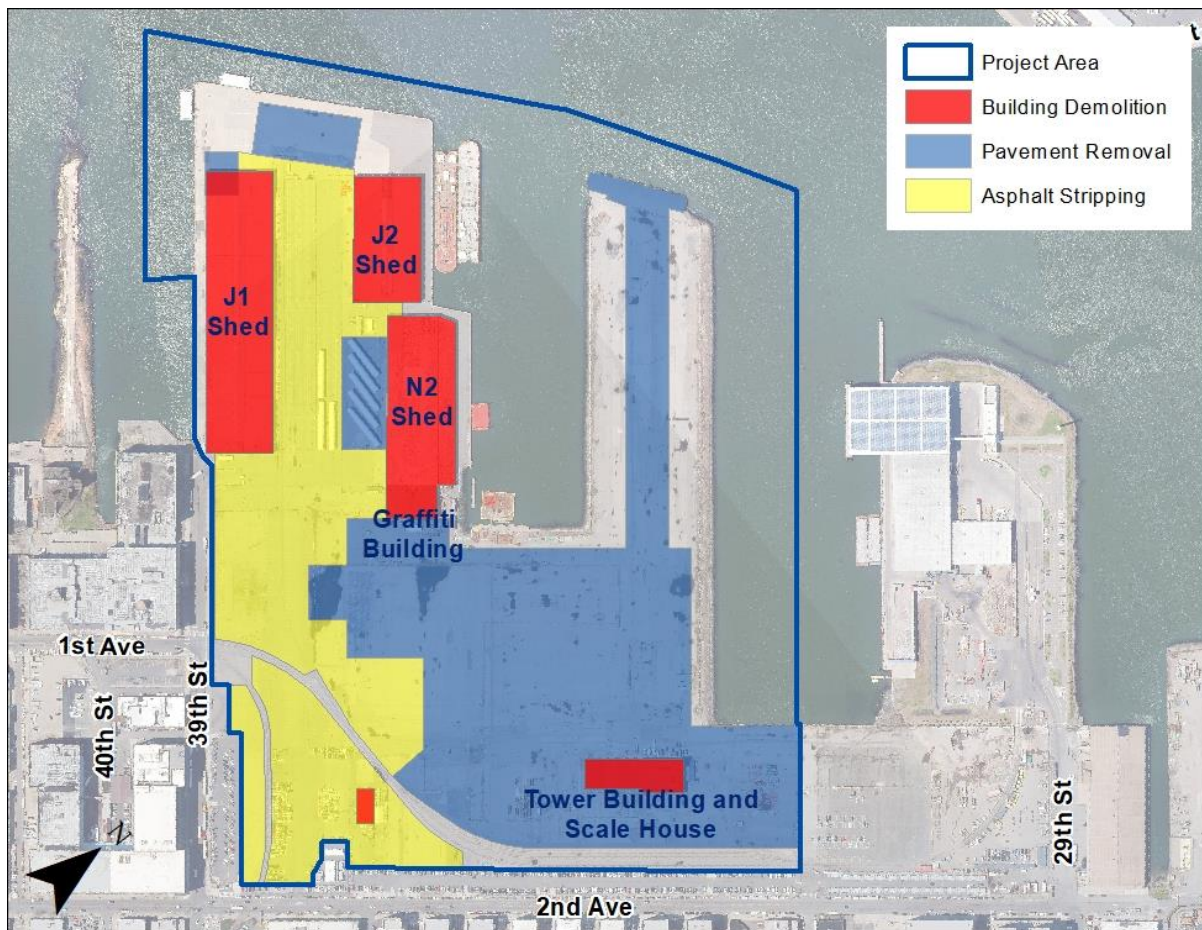 t
Project Area
Building Demolition
Pavement Removal
Asphalt Stripping
J1
Shed
J2
Shed
N2
Shed
Graffiti
Building
1st Ave
40th St
39th St
Tower Building and
Scale House
29th St
N
2nd Ave